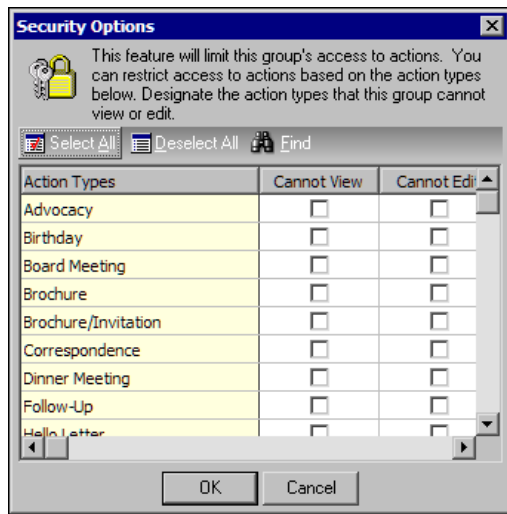 Security Options
This feature will limit this group's access to actions. You
can restrict access to actions based on the action types
below. Designate the action types that this group cannot
view or edit.
Select All Deselect All Find
Action Types Cannot View Cannot Edi
Advocacy
Birthday
Board Meeting
Brochure
Brochure/Invitation
Correspondence
Dinner Meeting
Follow-Up
Hello Letter
OK Cancel